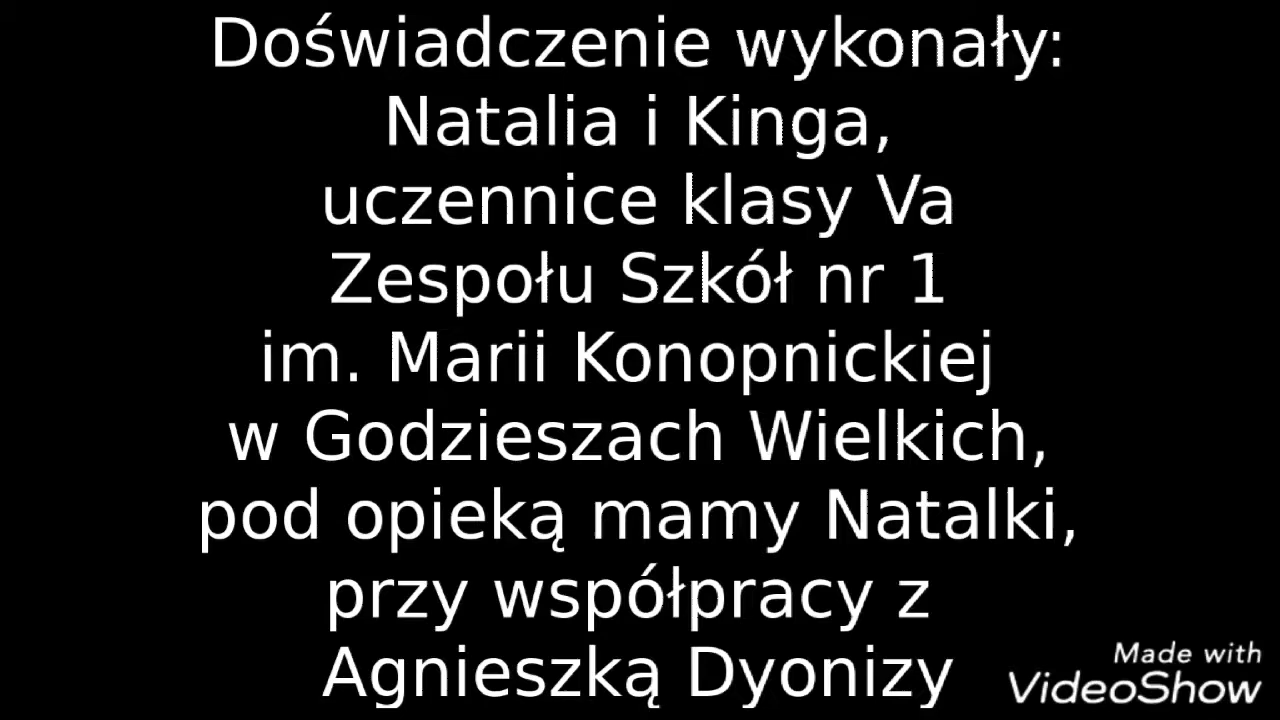 Doświadczenie wykonały:
Natalia i Kinga,
uczennice klasy Va
Zespołu Szkół nr 1
im. Marii Konopnickiej
w Godzieszach Wielkich,
pod opieką mamy Natalki,
przy współpracy z
Agnieszką Dyonizy
Made with
VideoShow